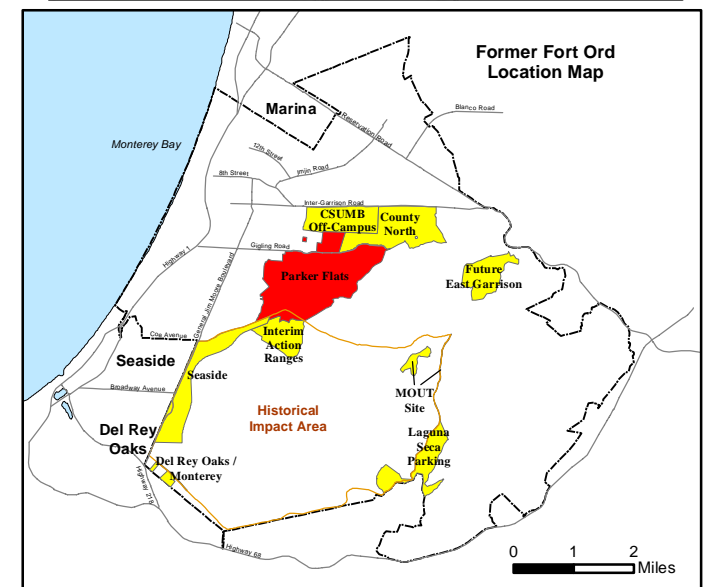 Former Fort Ord
Location Map
Marina
Blanco Road
Reservation Road
Monterey Bay
12th Street
Imjin Road
8th Street
Inter-Garrison Road
CSUMB
Off-Campus
County
North
Gigling Road
Highway 1
General Jim Moore Boulevard
Parker Flats
Future
East Garrison
Coe Avenue
Interim
Action
Ranges
Seaside
Seaside
Broadway Avenue
MOUT
Site
Historical
Impact Area
Del Rey
Oaks
Laguna
Seca
Parking
Del Rey Oaks /
Monterey
Highway 218
Highway 68
0 1 2
Miles